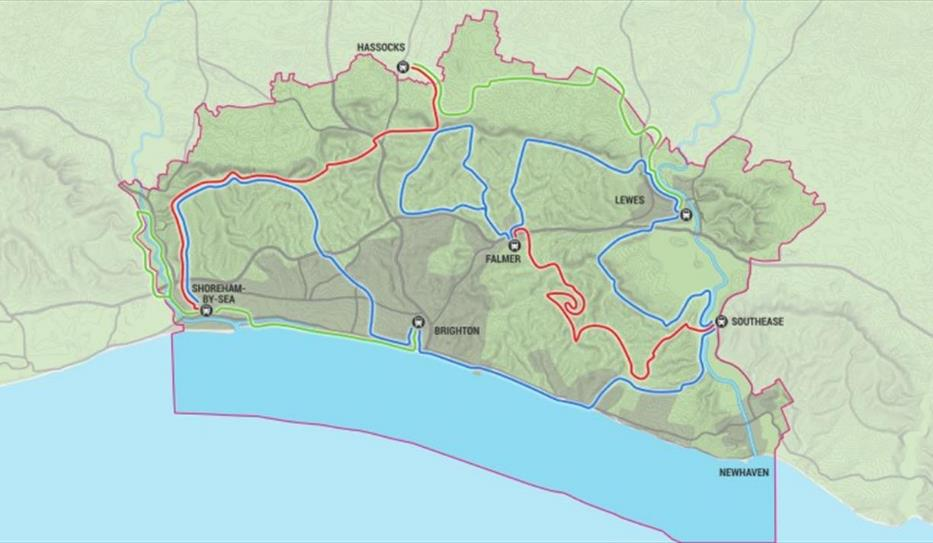 HASSOCKS
LEWES
FALMER
SHOREHAM-
BY-SEA
BRIGHTON
SOUTHEASE
NEWHAVEN